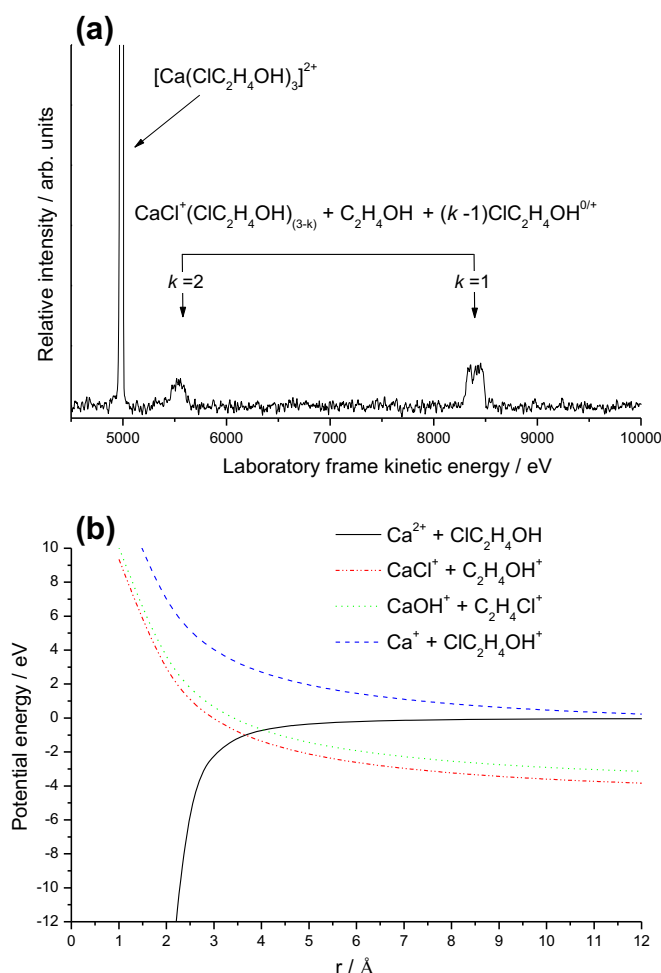 (a)
[Ca(ClC₂H₄OH)₃]²⁺
CaCl⁺(ClC₂H₄OH)₍₃₋ₖ₎ + C₂H₄OH + (k -1)ClC₂H₄OH⁰ᐟ⁺
k =2 k =1
Relative intensity / arb. units
5000 6000 7000 8000 9000 10000
Laboratory frame kinetic energy / eV
(b)
Ca²⁺ + ClC₂H₄OH
CaCl⁺ + C₂H₄OH⁺
CaOH⁺ + C₂H₄Cl⁺
Ca⁺ + ClC₂H₄OH⁺
Potential energy / eV
10
8
6
4
2
0
-2
-4
-6
-8
-10
-12
0 1 2 3 4 5 6 7 8 9 10 11 12
r / Å